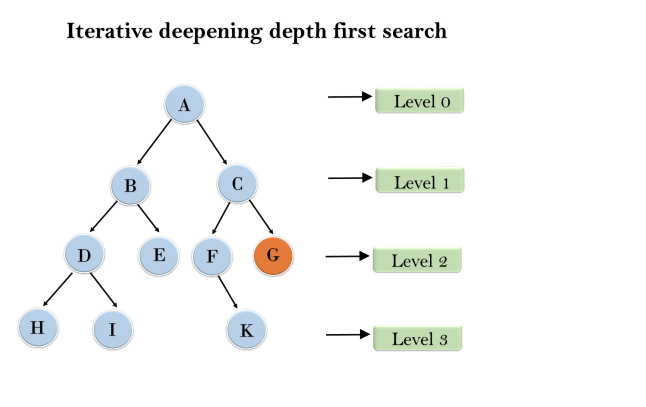 Iterative deepening depth first search
A
Level 0
B
C
Level 1
D
E
F
G
Level 2
H
I
K
Level 3